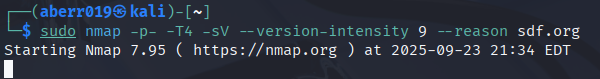 ┌──(aberr019㉿kali)-[~]
└─$ sudo nmap -p- -T4 -sV --version-intensity 9 --reason sdf.org
Starting Nmap 7.95 ( https://nmap.org ) at 2025-09-23 21:34 EDT